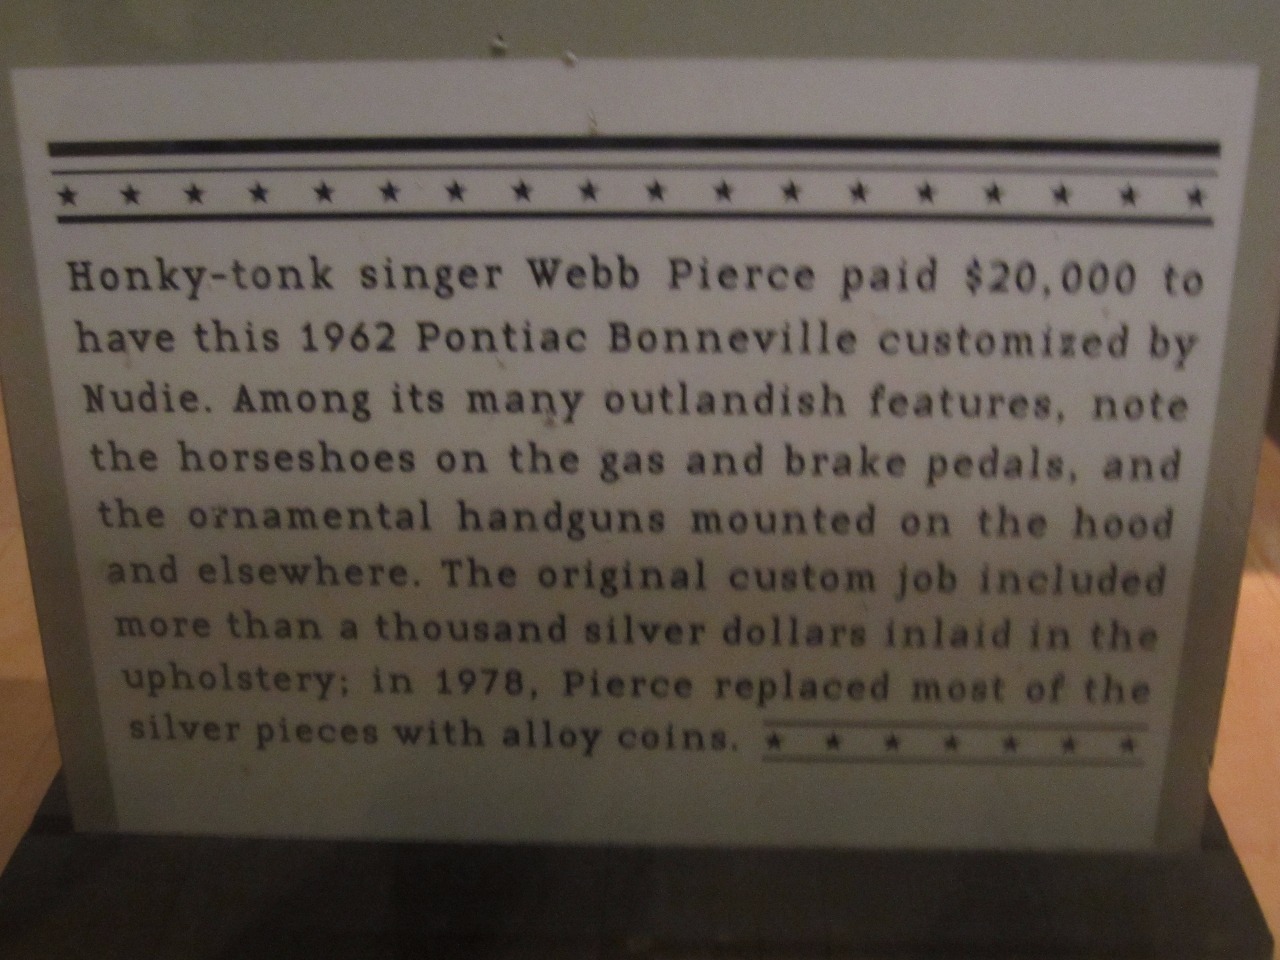 Honky-tonk singer Webb Pierce paid $20,000 to
have this 1962 Pontiac Bonneville customized by
Nudie. Among its many outlandish features, note
the horseshoes on the gas and brake pedals, and
the ornamental handguns mounted on the hood
and elsewhere. The original custom job included
more than a thousand silver dollars inlaid in the
upholstery; in 1978, Pierce replaced most of the
silver pieces with alloy coins.